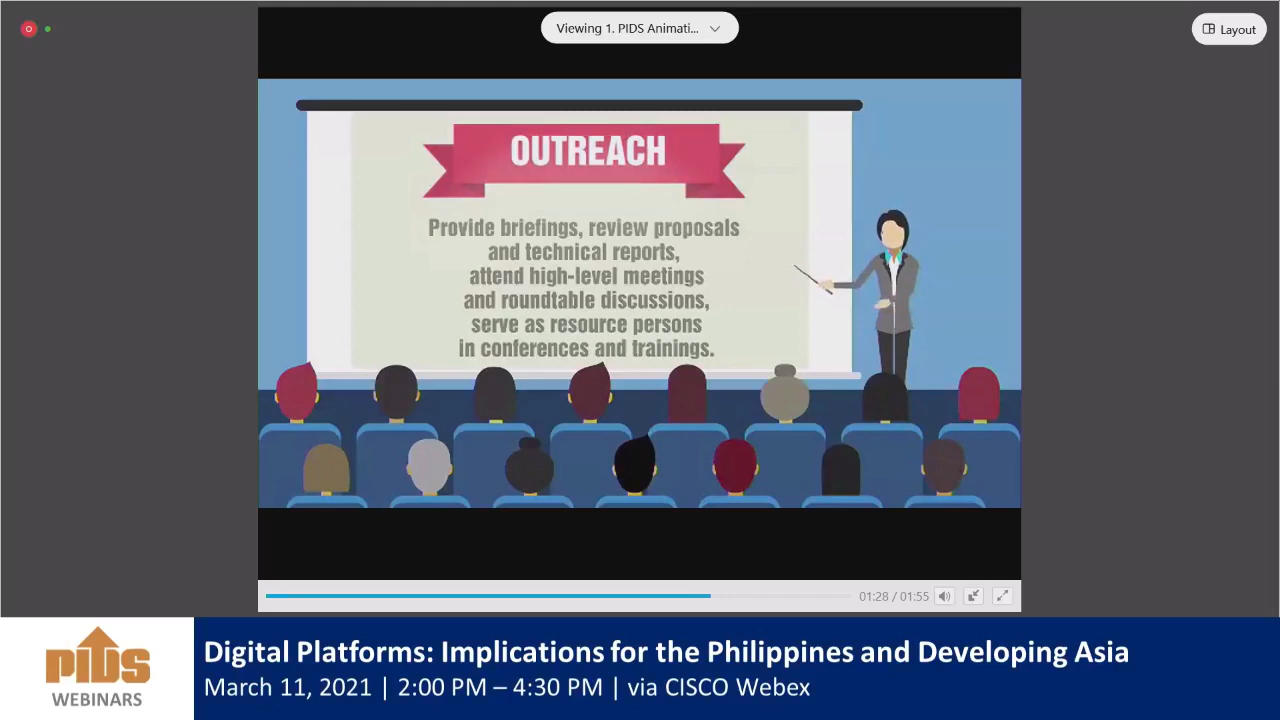 Viewing 1. PIDS Animati...
Layout
OUTREACH
Provide briefings, review proposals
and technical reports,
attend high-level meetings
and roundtable discussions,
serve as resource persons
in conferences and trainings.
01:28 / 01:55
PIDS
WEBINARS
Digital Platforms: Implications for the Philippines and Developing Asia
March 11, 2021 | 2:00 PM – 4:30 PM | via CISCO Webex